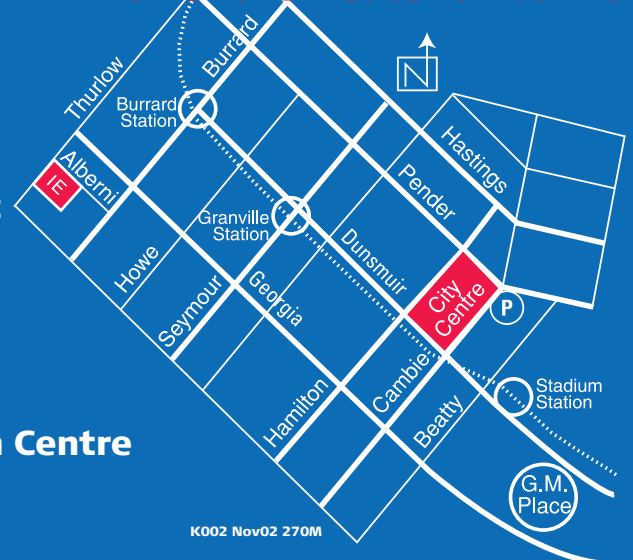 Thurlow
Burrard
Burrard
Station
N
Alberni
IE
Hastings
Pender
Granville
Station
Dunsmuir
Howe
Seymour
Georgia
City
Centre
P
Hamilton
Cambie
Beatty
Stadium
Station
Centre
G.M.
Place
K002 Nov02 270M